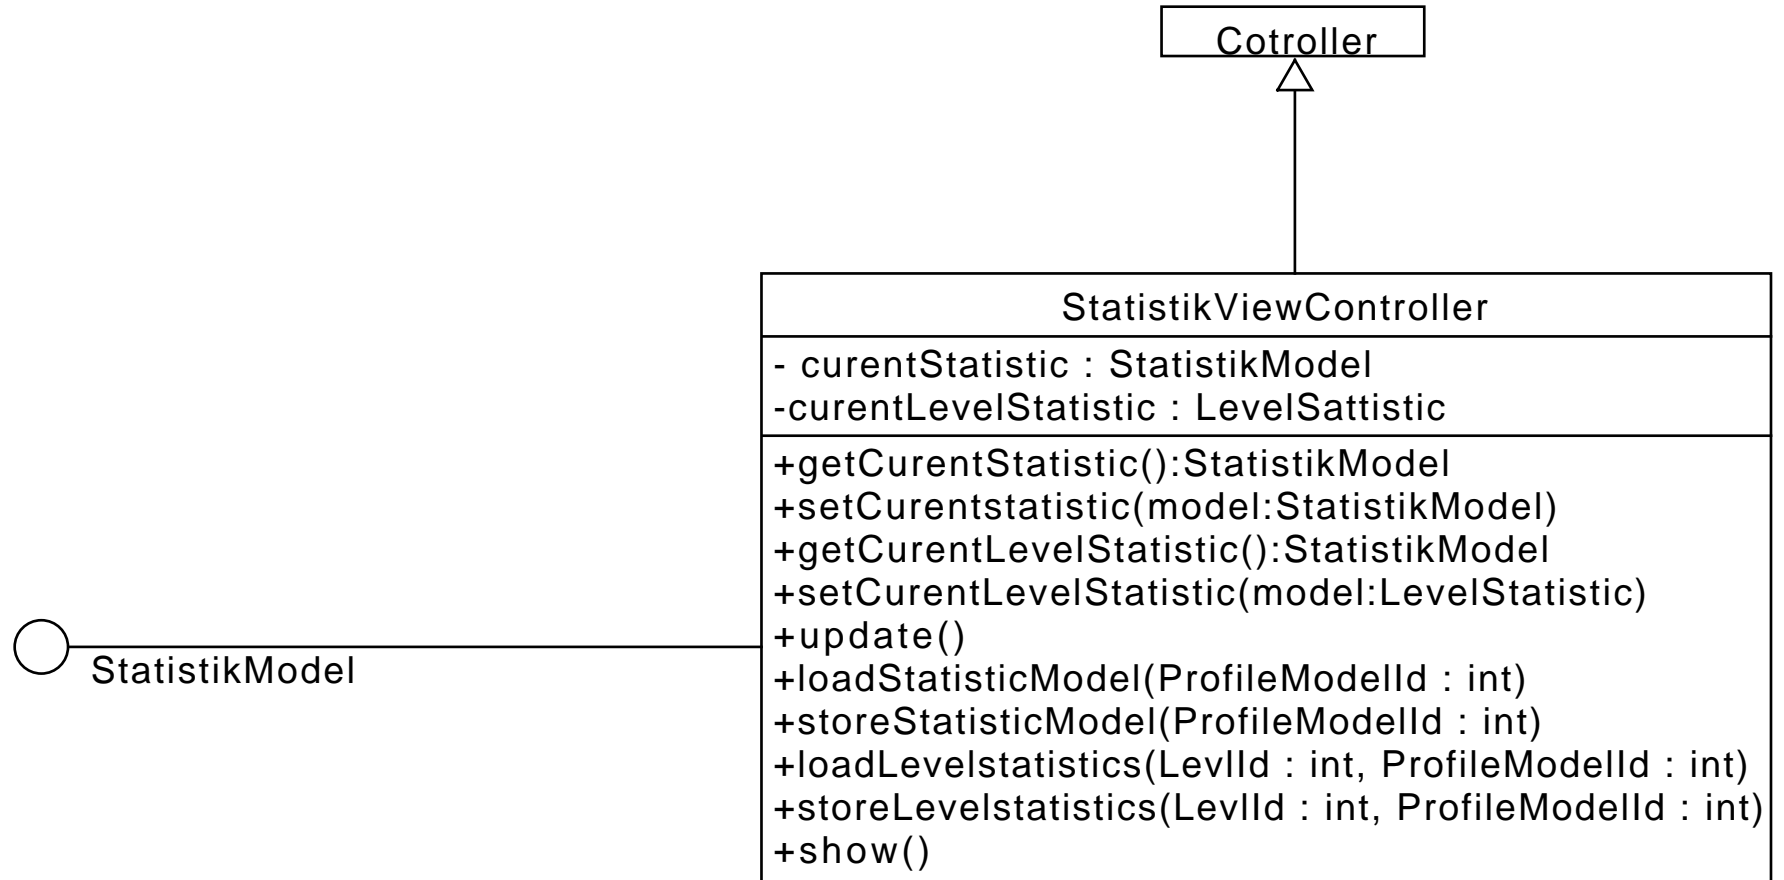 Cotroller
StatistikViewController
- curentStatistic : StatistikModel
-curentLevelStatistic : LevelSattistic
+getCurentStatistic():StatistikModel
+setCurentstatistic(model:StatistikModel)
+getCurentLevelStatistic():StatistikModel
+setCurentLevelStatistic(model:LevelStatistic)
+update()
StatistikModel
+loadStatisticModel(ProfileModelId : int)
+storeStatisticModel(ProfileModelId : int)
+loadLevelstatistics(LevlId : int, ProfileModelId : int)
+storeLevelstatistics(LevlId : int, ProfileModelId : int)
+show()